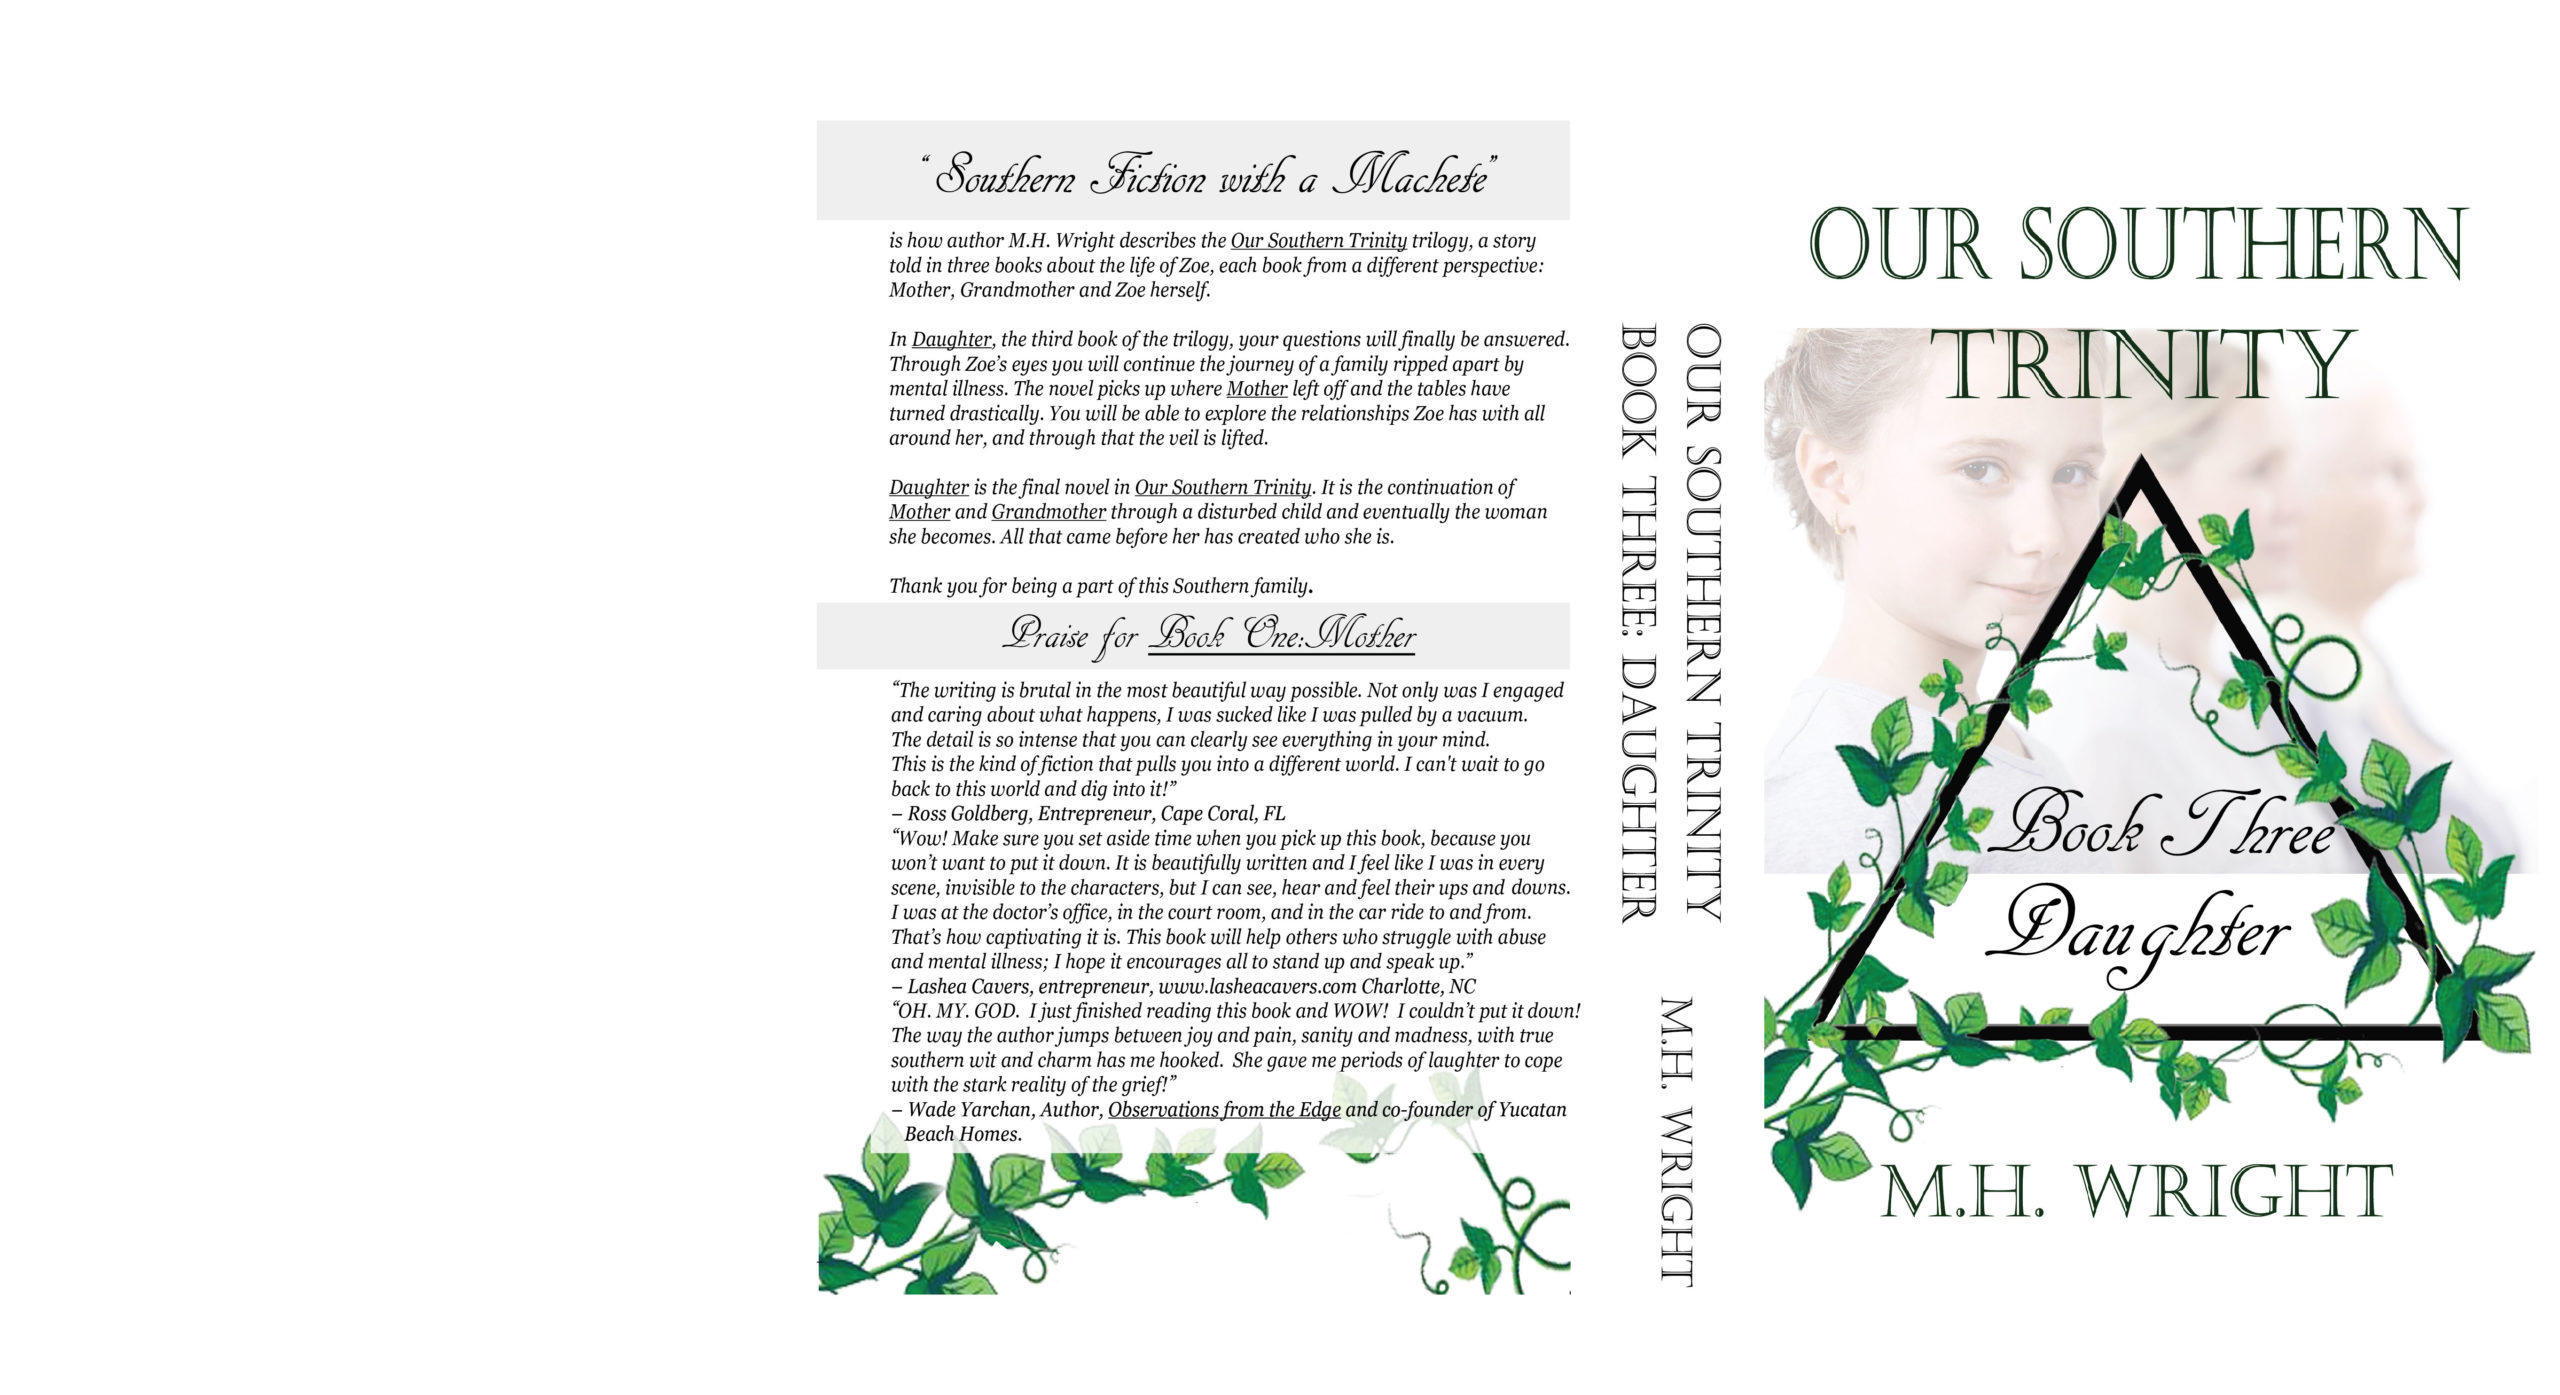 “Southern Fiction with a Machete”
is how author M.H. Wright describes the Our Southern Trinity trilogy, a story
told in three books about the life of Zoe, each book from a different perspective:
Mother, Grandmother and Zoe herself.
In Daughter, the third book of the trilogy, your questions will finally be answered.
Through Zoe’s eyes you will continue the journey of a family ripped apart by
mental illness. The novel picks up where Mother left off and the tables have
turned drastically. You will be able to explore the relationships Zoe has with all
around her, and through that the veil is lifted.
Daughter is the final novel in Our Southern Trinity. It is the continuation of
Mother and Grandmother through a disturbed child and eventually the woman
she becomes. All that came before her has created who she is.
Thank you for being a part of this Southern family.
Praise for Book One:Mother
“The writing is brutal in the most beautiful way possible. Not only was I engaged
and caring about what happens, I was sucked like I was pulled by a vacuum.
The detail is so intense that you can clearly see everything in your mind.
This is the kind of fiction that pulls you into a different world. I can't wait to go
back to this world and dig into it!”
– Ross Goldberg, Entrepreneur, Cape Coral, FL
“Wow! Make sure you set aside time when you pick up this book, because you
won’t want to put it down. It is beautifully written and I feel like I was in every
scene, invisible to the characters, but I can see, hear and feel their ups and downs.
I was at the doctor’s office, in the court room, and in the car ride to and from.
That’s how captivating it is. This book will help others who struggle with abuse
and mental illness; I hope it encourages all to stand up and speak up.”
– Lashea Cavers, entrepreneur, www.lasheacavers.com Charlotte, NC
“OH. MY. GOD. I just finished reading this book and WOW! I couldn’t put it down!
The way the author jumps between joy and pain, sanity and madness, with true
southern wit and charm has me hooked. She gave me periods of laughter to cope
with the stark reality of the grief!”
– Wade Yarchan, Author, Observations from the Edge and co-founder of Yucatan
Beach Homes.
OUR SOUTHERN TRINITY
BOOK THREE: DAUGHTER
M.H. WRIGHT
OUR SOUTHERN
TRINITY
Book Three
Daughter
M.H. WRIGHT